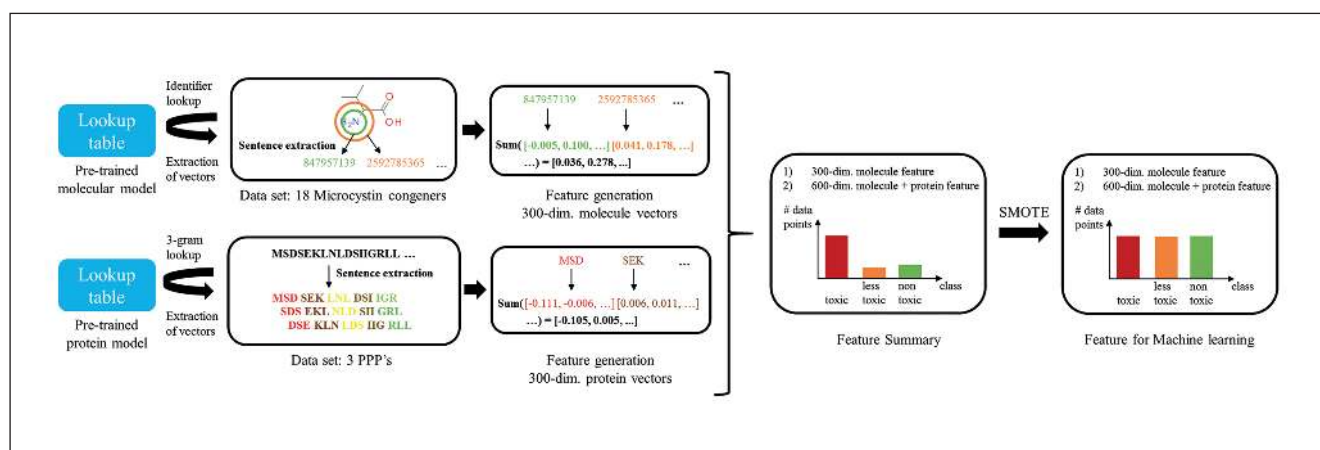 Lookup
table
Pre-trained
molecular model
Identifier
lookup
Extraction
of vectors
O
OH
H₂N
Sentence extraction
847957139 2592785365 ...
Data set: 18 Microcystin congeners
847957139 2592785365 ...
Sum([-0.005, 0.100, ...] [0.041, 0.178, ...]
...) = [0.036, 0.278, ...]
Feature generation
300-dim. molecule vectors
Lookup
table
Pre-trained
protein model
3-gram
lookup
Extraction
of vectors
MSDSEKLNLDSIIGRLL ...
Sentence extraction
MSD SEK LNL DSI IGR
SDS EKL NLD SII GRL
DSE KLN LDS IIG RLL
Data set: 3 PPP's
MSD SEK ...
Sum([-0.111, -0.006, ...] [0.006, 0.011, ...]
...) = [-0.105, 0.005, ...]
Feature generation
300-dim. protein vectors
1) 300-dim. molecule feature
2) 600-dim. molecule + protein feature
# data
points
toxic
less
toxic
non
toxic
class
Feature Summary
SMOTE
1) 300-dim. molecule feature
2) 600-dim. molecule + protein feature
# data
points
toxic
less
toxic
non
toxic
class
Feature for Machine learning